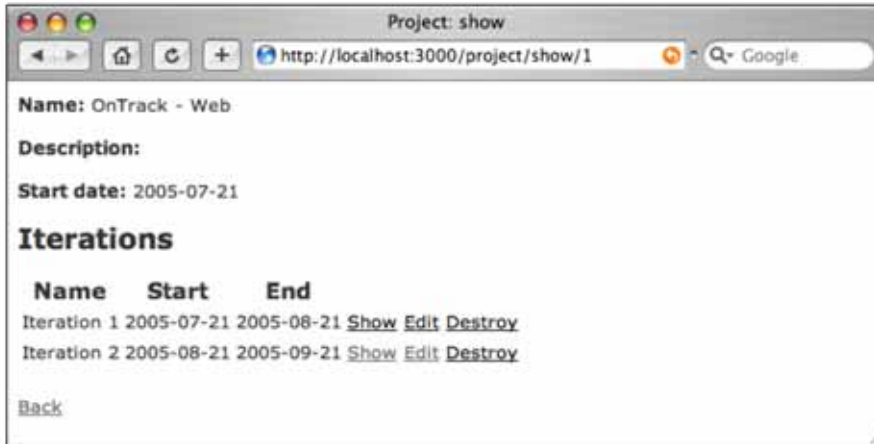 Project: show
http://localhost:3000/project/show/1
Google
Name: OnTrack - Web
Description:
Start date: 2005-07-21
Iterations
Name Start End
Iteration 1 2005-07-21 2005-08-21 Show Edit Destroy
Iteration 2 2005-08-21 2005-09-21 Show Edit Destroy
Back